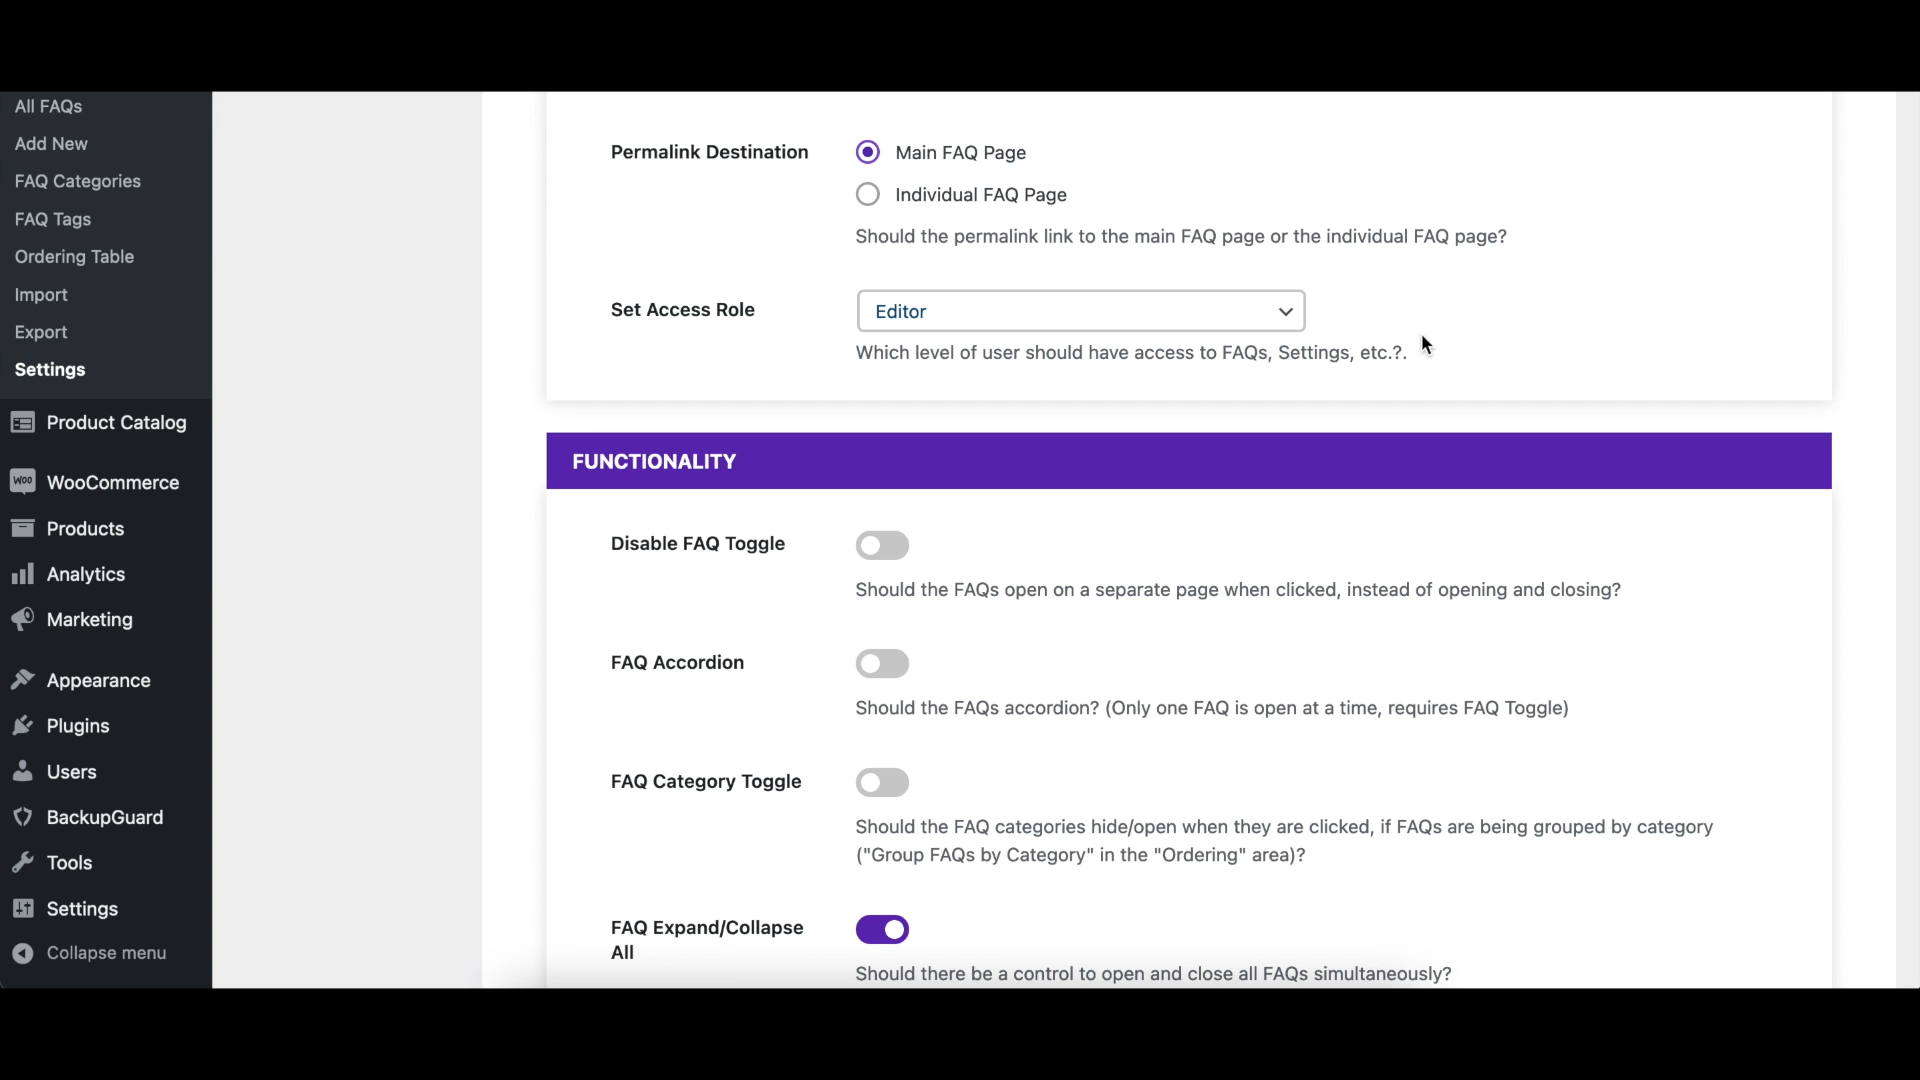 All FAQs
Add New
FAQ Categories
FAQ Tags
Ordering Table
Import
Export
Settings
Product Catalog
WOO
WooCommerce
Products
Analytics
Marketing
Appearance
Plugins
Users
BackupGuard
Tools
Settings
Collapse menu
Permalink Destination
Main FAQ Page
Individual FAQ Page
Should the permalink link to the main FAQ page or the individual FAQ page?
Set Access Role
Editor
Which level of user should have access to FAQs, Settings, etc.?.
FUNCTIONALITY
Disable FAQ Toggle
Should the FAQs open on a separate page when clicked, instead of opening and closing?
FAQ Accordion
Should the FAQs accordion? (Only one FAQ is open at a time, requires FAQ Toggle)
FAQ Category Toggle
Should the FAQ categories hide/open when they are clicked, if FAQs are being grouped by category
("Group FAQs by Category" in the "Ordering" area)?
FAQ Expand/Collapse
All
Should there be a control to open and close all FAQs simultaneously?